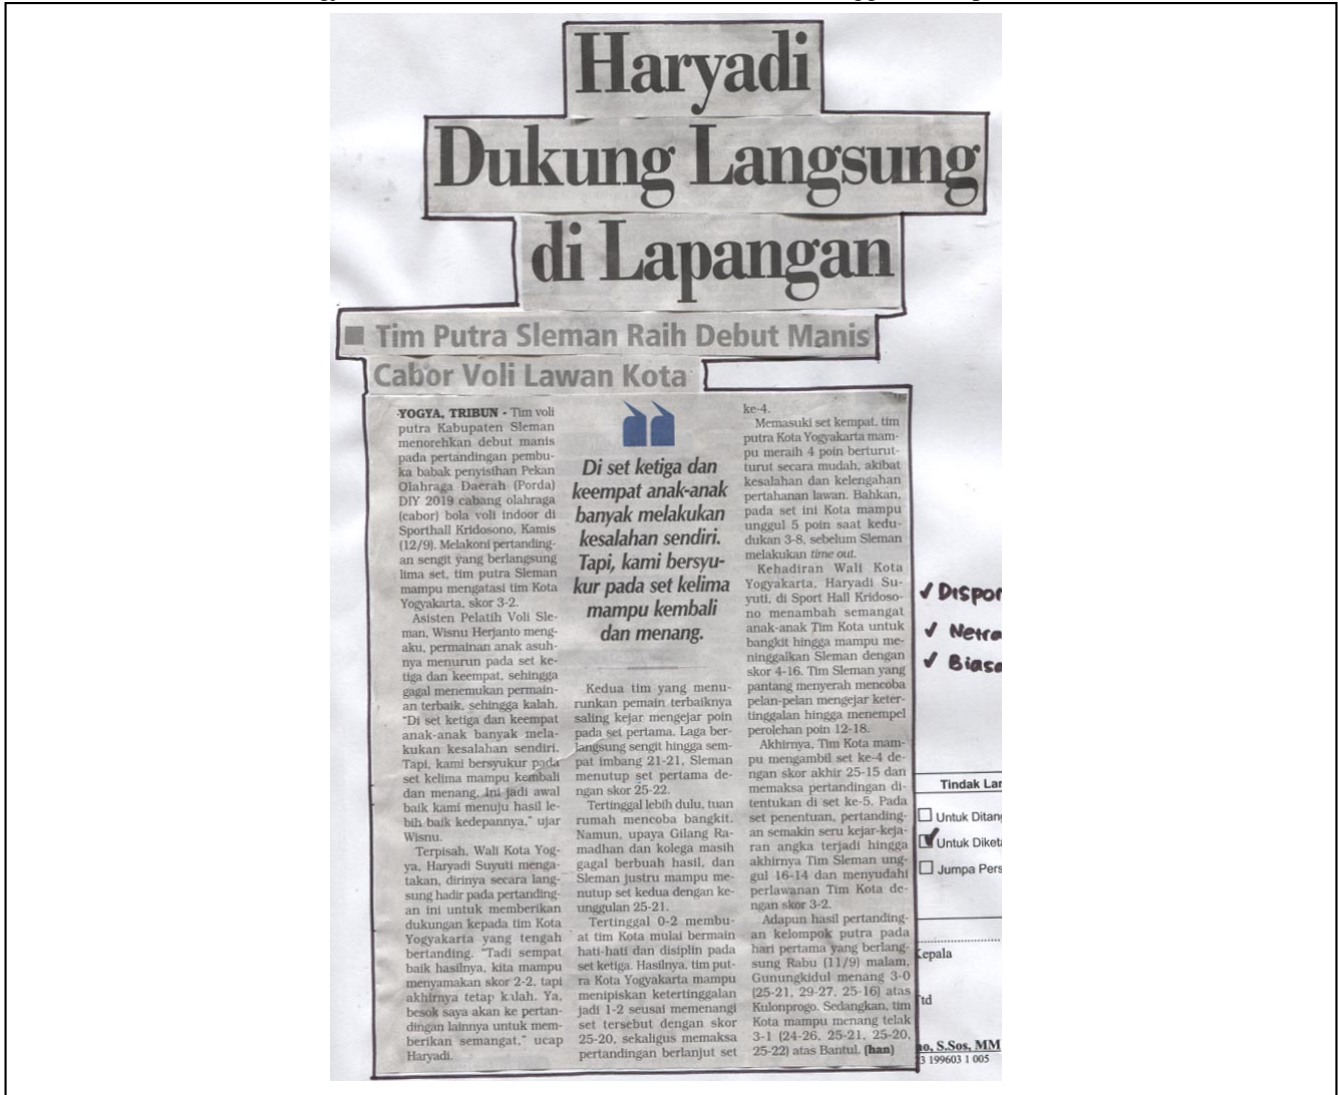 Haryadi
Dukung Langsung
di Lapangan
Tim Putra Sleman Raih Debut Manis
Cabor Voli Lawan Kota
YOGYA, TRIBUN - Tim voli
putra Kabupaten Sleman
menorehkan debut manis
pada pertandingan pembu-
ka babak penyisihan Pekan
Olahraga Daerah (Porda)
DIY 2019 cabang olahraga
(cabor) bola voli indoor di
Sporthall Kridosono, Kamis
(12/9). Melakoni pertanding-
an sengit yang berlangsung
lima set, tim putra Sleman
mampu mengatasi tim Kota
Yogyakarta, skor 3-2.
Asisten Pelatih Voli Sle-
man, Wisnu Herjanto meng-
aku, permainan anak asuh-
nya menurun pada set ke-
tiga dan keempat, sehingga
gagal menemukan permain-
an terbaik, sehingga kalah.
"Di set ketiga dan keempat
anak-anak banyak mela-
kukan kesalahan sendiri.
Tapi, kami bersyukur pada
set kelima mampu kembali
dan menang. Ini jadi awal
baik kami menuju hasil le-
bih baik kedepannya," ujar
Wisnu.
Terpisah, Wali Kota Yog-
ya, Haryadi Suyuti menga-
takan, dirinya secara lang-
sung hadir pada pertanding-
an ini untuk memberikan
dukungan kepada tim Kota
Yogyakarta yang tengah
bertanding. "Tadi sempat
baik hasilnya, kita mampu
menyamakan skor 2-2, tapi
akhirnya tetap kalah. Ya,
besok saya akan ke pertan-
dingan lainnya untuk mem-
berikan semangat," ucap
Haryadi.
Di set ketiga dan
keempat anak-anak
banyak melakukan
kesalahan sendiri.
Tapi, kami bersyu-
kur pada set kelima
mampu kembali
dan menang.
Kedua tim yang menu-
runkan pemain terbaiknya
saling kejar mengejar poin
pada set pertama. Laga ber-
langsung sengit hingga sem-
pat imbang 21-21, Sleman
menutup set pertama de-
ngan skor 25-22.
Tertinggal lebih dulu, tuan
rumah mencoba bangkit.
Namun, upaya Gilang Ra-
madhan dan kolega masih
gagal berbuah hasil, dan
Sleman justru mampu me-
nutup set kedua dengan ke-
unggulan 25-21.
Tertinggal 0-2 membu-
at tim Kota mulai bermain
hati-hati dan disiplin pada
set ketiga. Hasilnya, tim put-
ra Kota Yogyakarta mampu
menipiskan ketertinggalan
jadi 1-2 seusai memenangi
set tersebut dengan skor
25-20, sekaligus memaksa
pertandingan berlanjut set
ke-4.
Memasuki set kempat, tim
putra Kota Yogyakarta mam-
pu meraih 4 poin berturut-
turut secara mudah, akibat
kesalahan dan kelengahan
pertahanan lawan. Bahkan,
pada set ini Kota mampu
unggul 5 poin saat kedu-
dukan 3-8, sebelum Sleman
melakukan time out.
Kehadiran Wali Kota
Yogyakarta, Haryadi Su-
yuti, di Sport Hall Kridoso-
no menambah semangat
anak-anak Tim Kota untuk
bangkit hingga mampu me-
ninggalkan Sleman dengan
skor 4-16. Tim Sleman yang
pantang menyerah mencoba
pelan-pelan mengejar keter-
tinggalan hingga menempel
perolehan poin 12-18.
Akhirnya, Tim Kota mam-
pu mengambil set ke-4 de-
ngan skor akhir 25-15 dan
memaksa pertandingan di-
tentukan di set ke-5. Pada
set penentuan, pertanding-
an semakin seru kejar-keja-
ran angka terjadi hingga
akhirnya Tim Sleman ung-
gul 16-14 dan menyudahi
perlawanan Tim Kota de-
ngan skor 3-2.
Adapun hasil pertanding-
an kelompok putra pada
hari pertama yang berlang-
sung Rabu (11/9) malam,
Gunungkidul menang 3-0
(25-21, 29-27, 25-16) atas
Kulonprogo. Sedangkan, tim
Kota mampu menang telak
3-1 (24-26, 25-21, 25-20,
25-22) atas Bantul. (han)
✓ Dispor
✓ Netra
✓ Biasa
Tindak Lan
Untuk Ditang
Untuk Diketa
Jumpa Pers
Kepala
Ttd
no, S.Sos, MM
3 199603 1 005